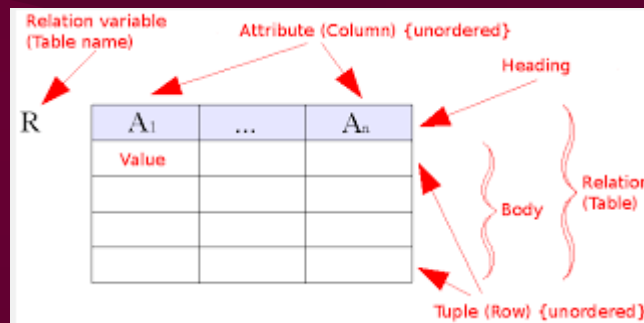 Relation variable
(Table name)
Attribute (Column) {unordered}
Heading
R
A1
...
An
Value
Body
Relation
(Table)
Tuple (Row) {unordered}